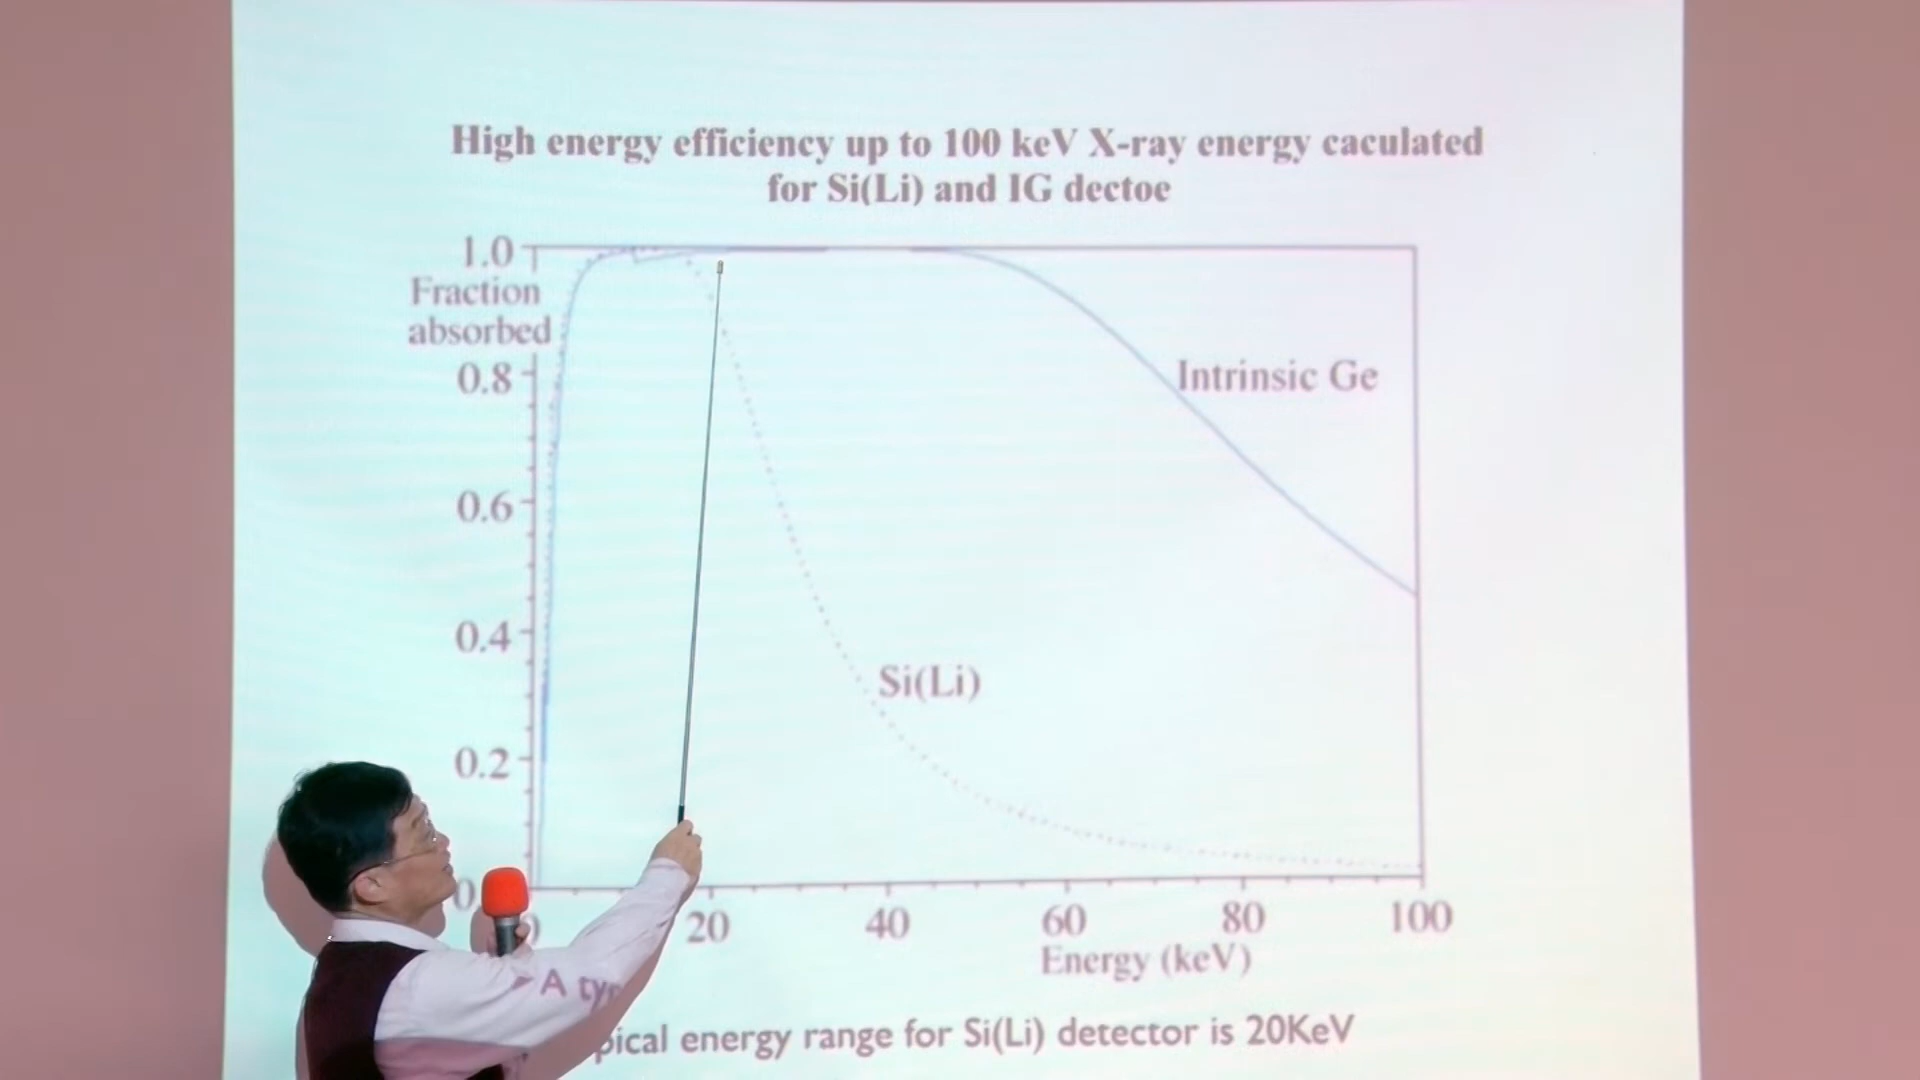 High energy efficiency up to 100 keV X-ray energy caculated
for Si(Li) and IG dectoe
1.0
Fraction
absorbed
0.8
Intrinsic Ge
0.6
0.4
Si(Li)
0.2
0
20
40
60
80
100
Energy (keV)
A typical energy range for Si(Li) detector is 20KeV